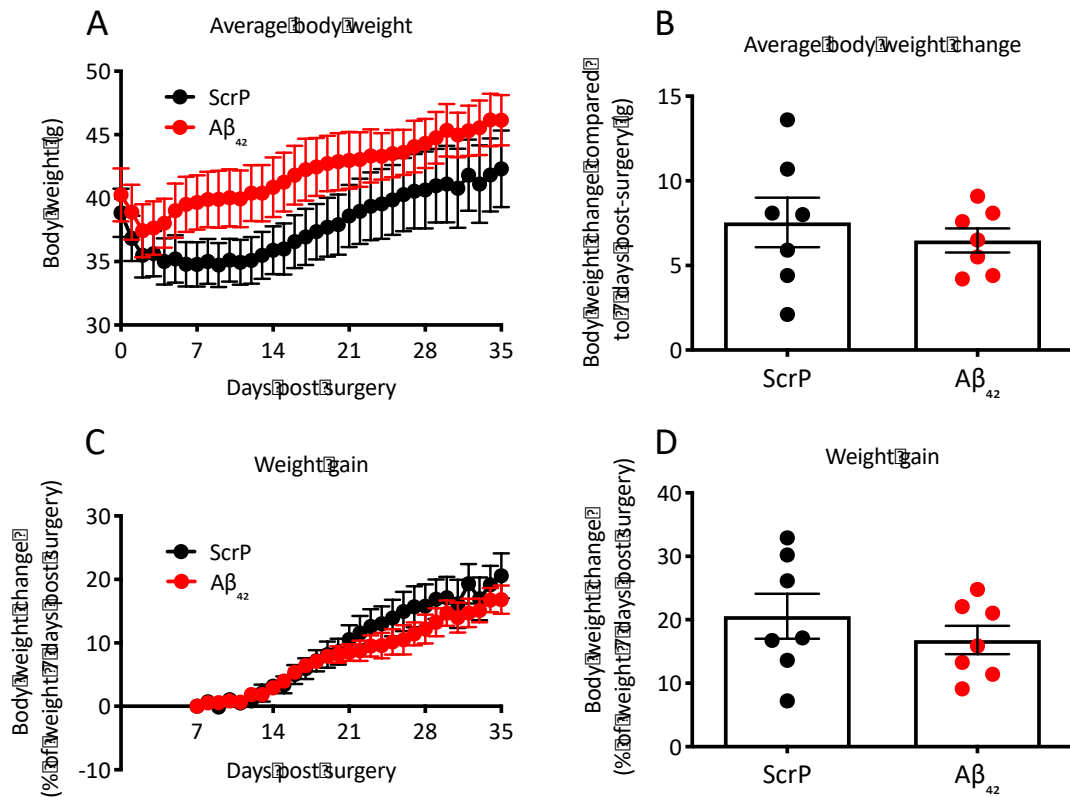 A
Average body weight
50
45
40
35
30
Body weight (g)
ScrP
Aβ₄₂
0 7 14 21 28 35
Days post surgery
B
Average body weight change
15
10
5
0
Body weight change compared
to 7 days post-surgery (g)
ScrP Aβ₄₂
C
Weight gain
30
20
10
0
-10
Body weight change
(% of weight 7 days post surgery)
ScrP
Aβ₄₂
7 14 21 28 35
Days post surgery
D
Weight gain
40
30
20
10
0
Body weight change
(% of weight 7 days post surgery)
ScrP Aβ₄₂